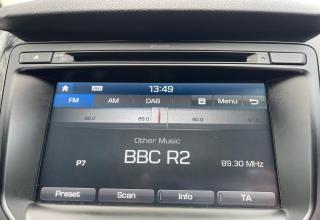 13:49
FM AM DAB Menu
86.0 88.0 90.0
Other Music
BBC R2
P7 89.30 MHz
Preset Scan Info TA